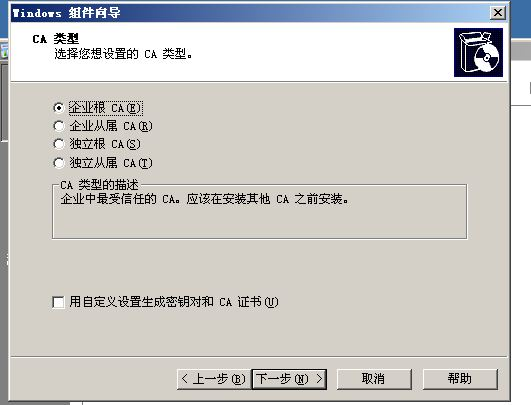 Windows 组件向导
CA 类型
选择您想设置的 CA 类型。
企业根 CA(E)
企业从属 CA(R)
独立根 CA(S)
独立从属 CA(T)
CA 类型的描述
企业中最受信任的 CA。应该在安装其他 CA 之前安装。
用自定义设置生成密钥对和 CA 证书(U)
< 上一步(B) 下一步(N) > 取消 帮助